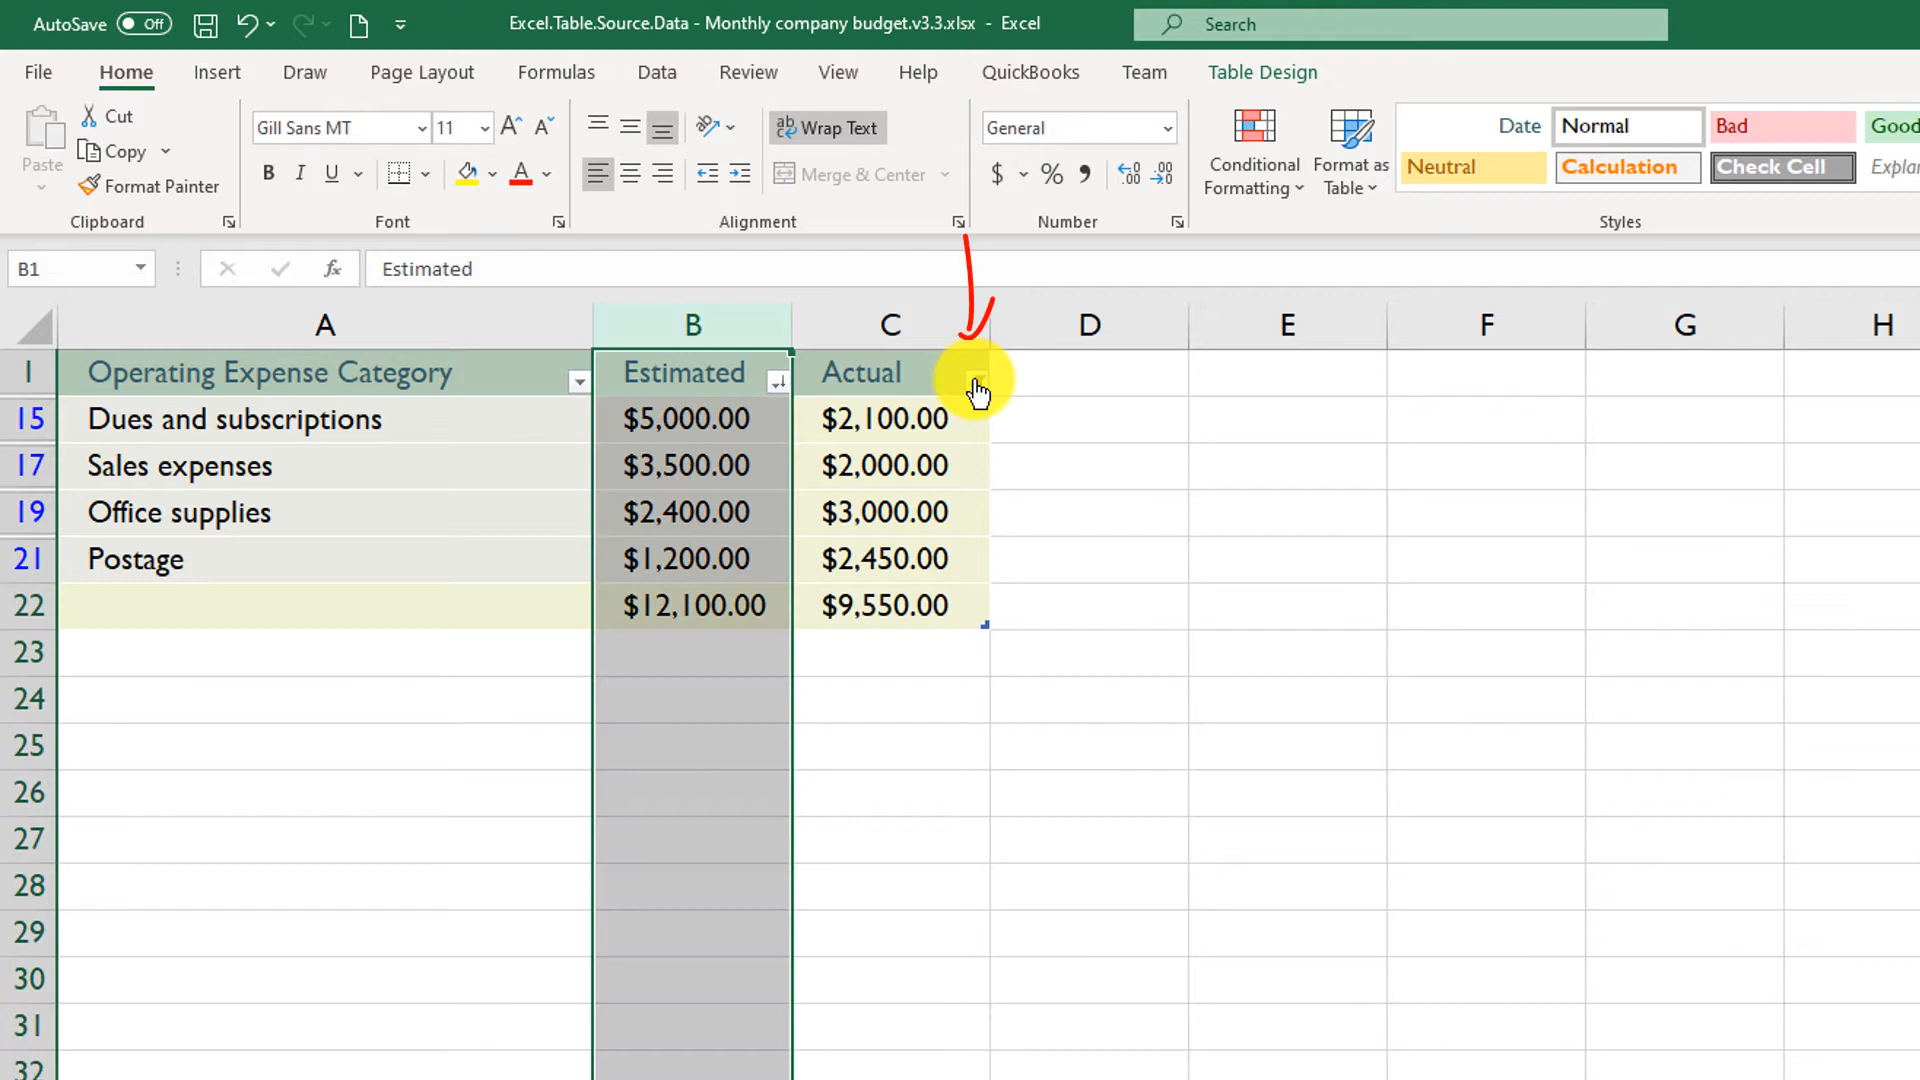 AutoSave Off Excel.Table.Source.Data - Monthly company budget.v3.3.xlsx - Excel Search
File Home Insert Draw Page Layout Formulas Data Review View Help QuickBooks Team Table Design
Paste
Cut
Copy
Format Painter
Clipboard
Gill Sans MT 11
B I U
Font
Wrap Text
Merge & Center
Alignment
General
$ %
Number
Conditional Formatting
Format as Table
Date Normal Bad Good
Neutral Calculation Check Cell
Styles
B1 fx Estimated
A B C D E F G H
1 Operating Expense Category Estimated Actual
15 Dues and subscriptions $5,000.00 $2,100.00
17 Sales expenses $3,500.00 $2,000.00
19 Office supplies $2,400.00 $3,000.00
21 Postage $1,200.00 $2,450.00
22 $12,100.00 $9,550.00
23
24
25
26
27
28
29
30
31
32